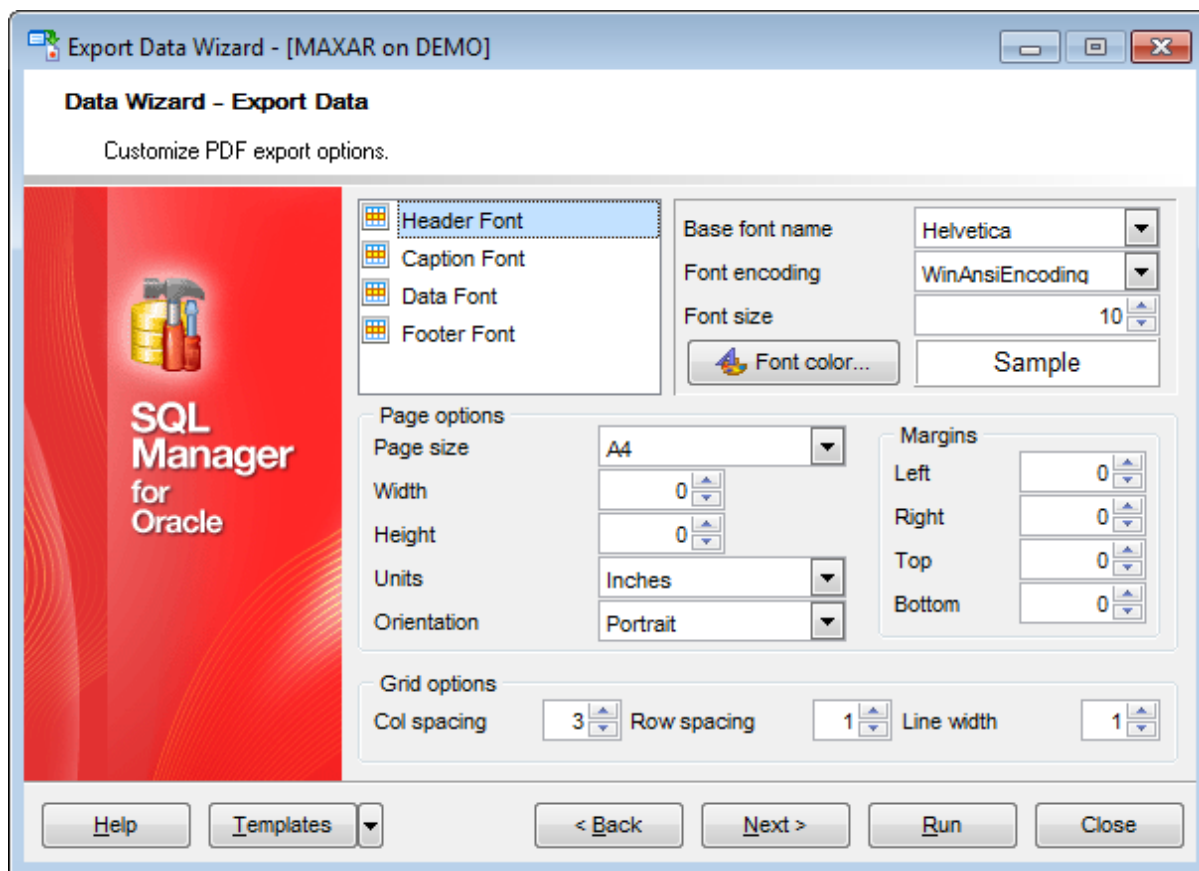 Export Data Wizard - [MAXAR on DEMO]
Data Wizard - Export Data
Customize PDF export options.
SQL
Manager
for
Oracle
Header Font
Caption Font
Data Font
Footer Font
Base font name Helvetica
Font encoding WinAnsiEncoding
Font size 10
Font color... Sample
Page options
Page size A4
Width 0
Height 0
Units Inches
Orientation Portrait
Margins
Left 0
Right 0
Top 0
Bottom 0
Grid options
Col spacing 3 Row spacing 1 Line width 1
Help Templates < Back Next > Run Close